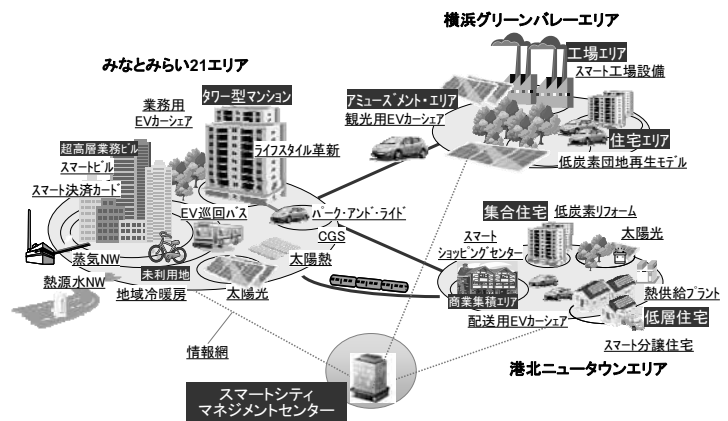 横浜グリーンバレーエリア
工場エリア
スマート工場設備
アミューズメント・エリア
観光用EVカーシェア
住宅エリア
低炭素団地再生モデル
みなとみらい21エリア
業務用
EVカーシェア
タワー型マンション
ライフスタイル革新
超高層業務ビル
スマートビル
スマート決済カード
EV巡回バス
パーク・アンド・ライド
CGS
蒸気NW
未利用地
太陽熱
熱源水NW
地域冷暖房
太陽光
集合住宅
低炭素リフォーム
スマート
ショッピングセンター
太陽光
商業集積エリア
熱供給プラント
配送用EVカーシェア
低層住宅
スマート分譲住宅
港北ニュータウンエリア
情報網
スマートシティ
マネジメントセンター